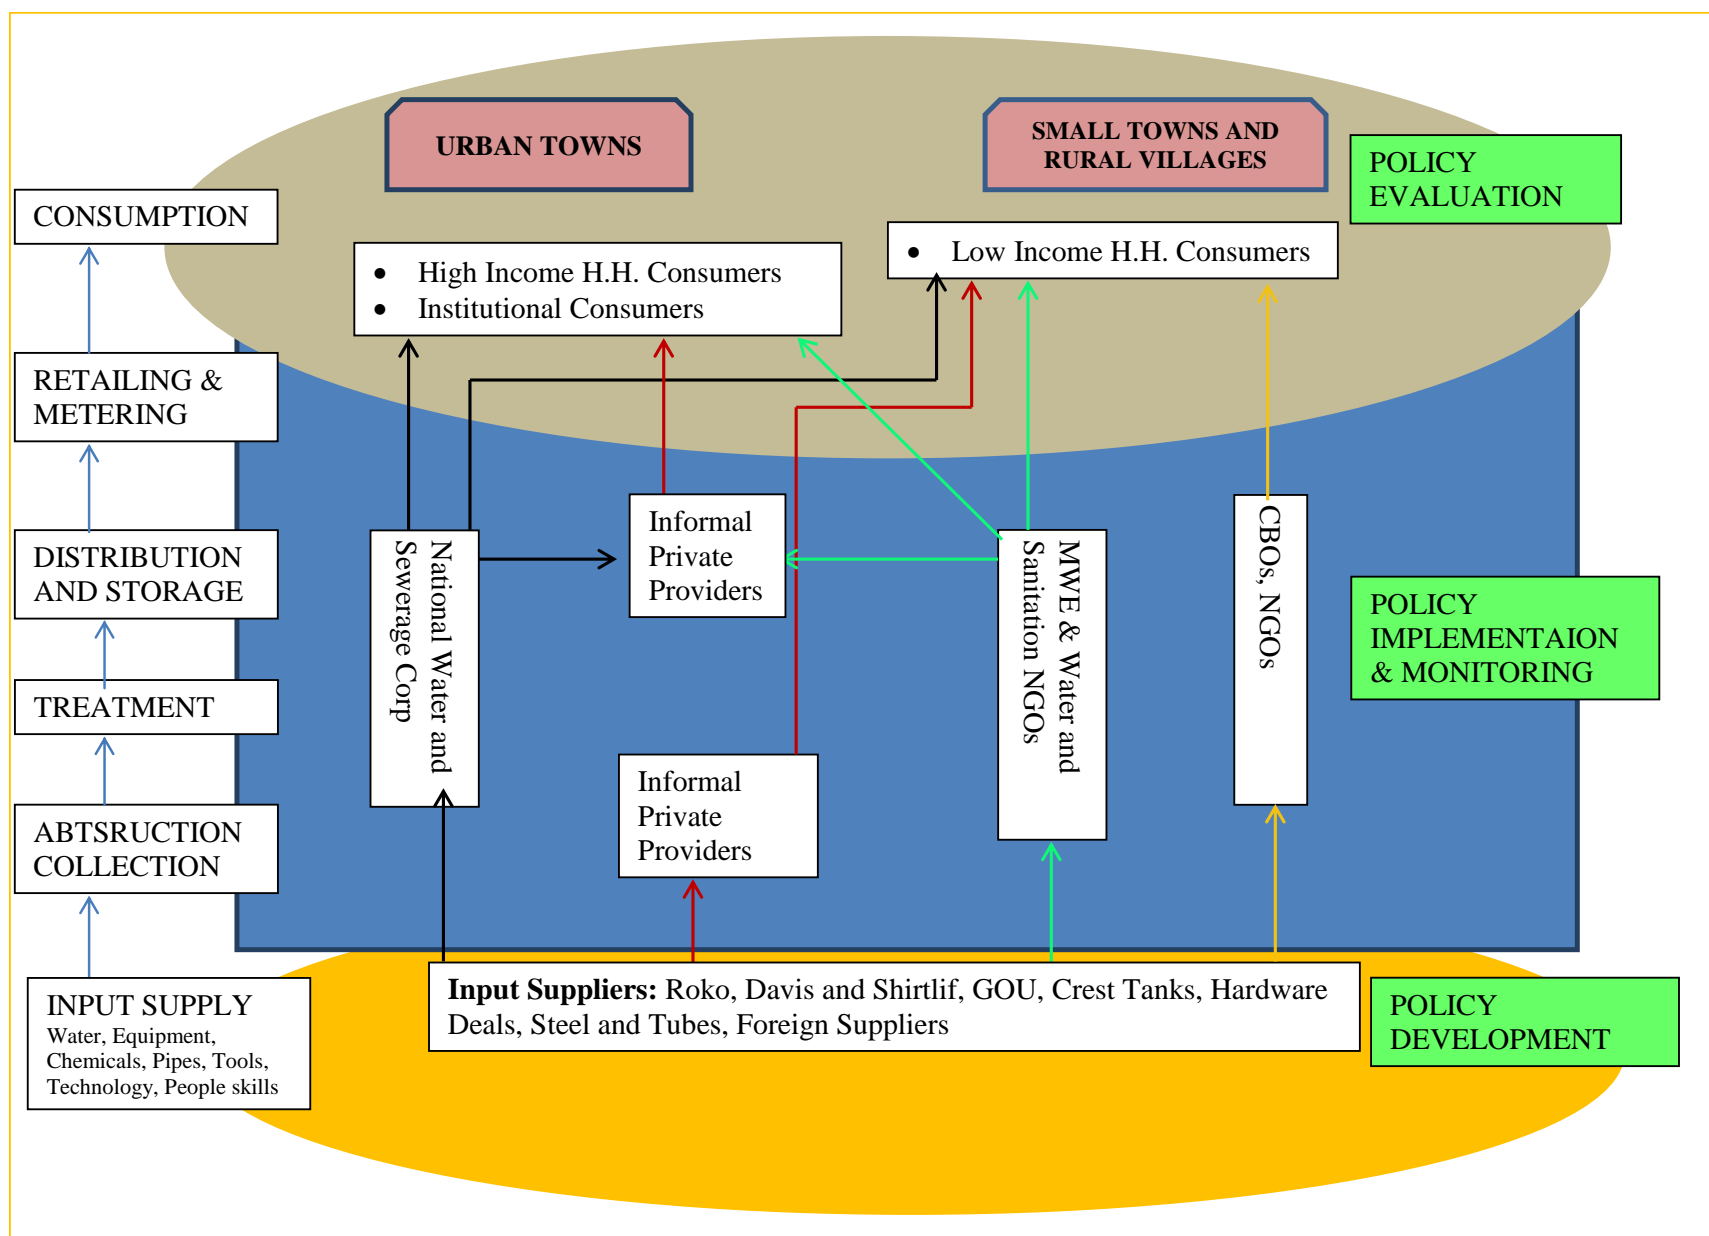 URBAN TOWNS
SMALL TOWNS AND
RURAL VILLAGES
POLICY
EVALUATION
CONSUMPTION
• High Income H.H. Consumers
• Institutional Consumers
• Low Income H.H. Consumers
RETAILING &
METERING
DISTRIBUTION
AND STORAGE
National Water and
Sewerage Corp
Informal
Private
Providers
MWE & Water and
Sanitation NGOs
CBOs, NGOs
POLICY
IMPLEMENTAION
& MONITORING
TREATMENT
Informal
Private
Providers
ABTSRUCTION
COLLECTION
INPUT SUPPLY
Water, Equipment,
Chemicals, Pipes, Tools,
Technology, People skills
Input Suppliers: Roko, Davis and Shirtlif, GOU, Crest Tanks, Hardware
Deals, Steel and Tubes, Foreign Suppliers
POLICY
DEVELOPMENT